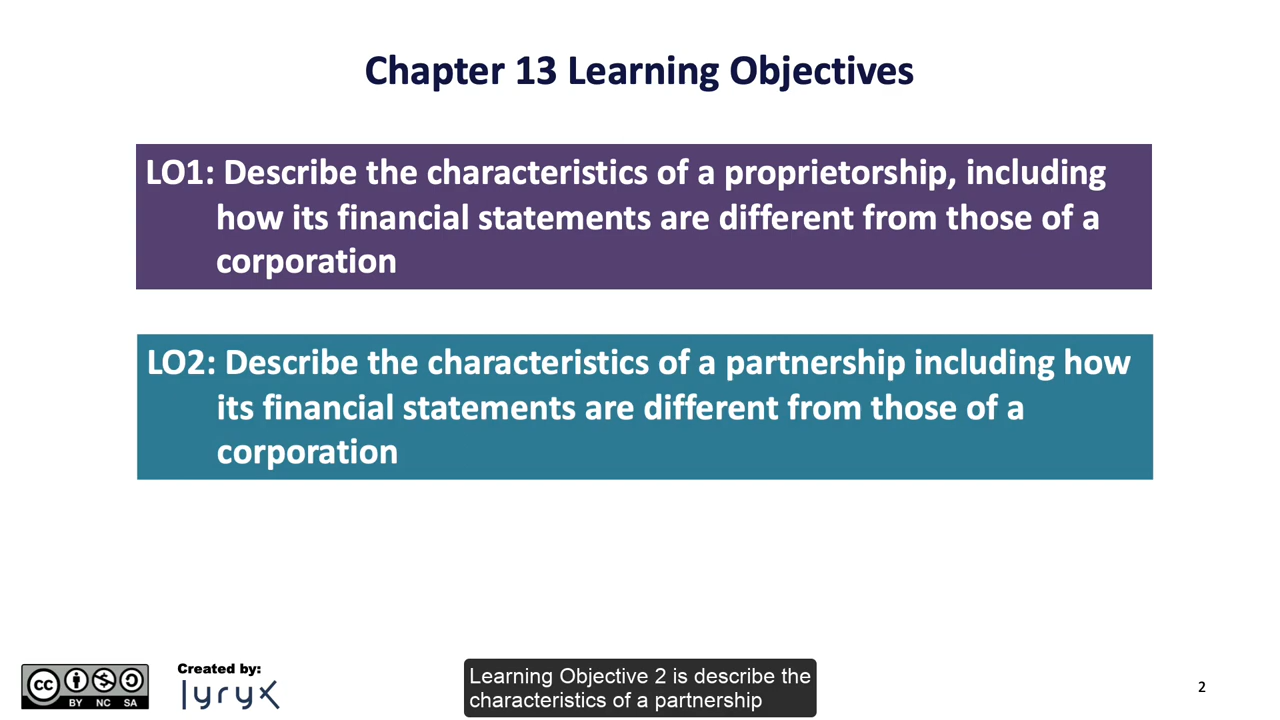 Chapter 13 Learning Objectives
LO1: Describe the characteristics of a proprietorship, including
how its financial statements are different from those of a
corporation
LO2: Describe the characteristics of a partnership including how
its financial statements are different from those of a
corporation
cc
BY NC SA
Created by:
lyryx
Learning Objective 2 is describe the
characteristics of a partnership
2